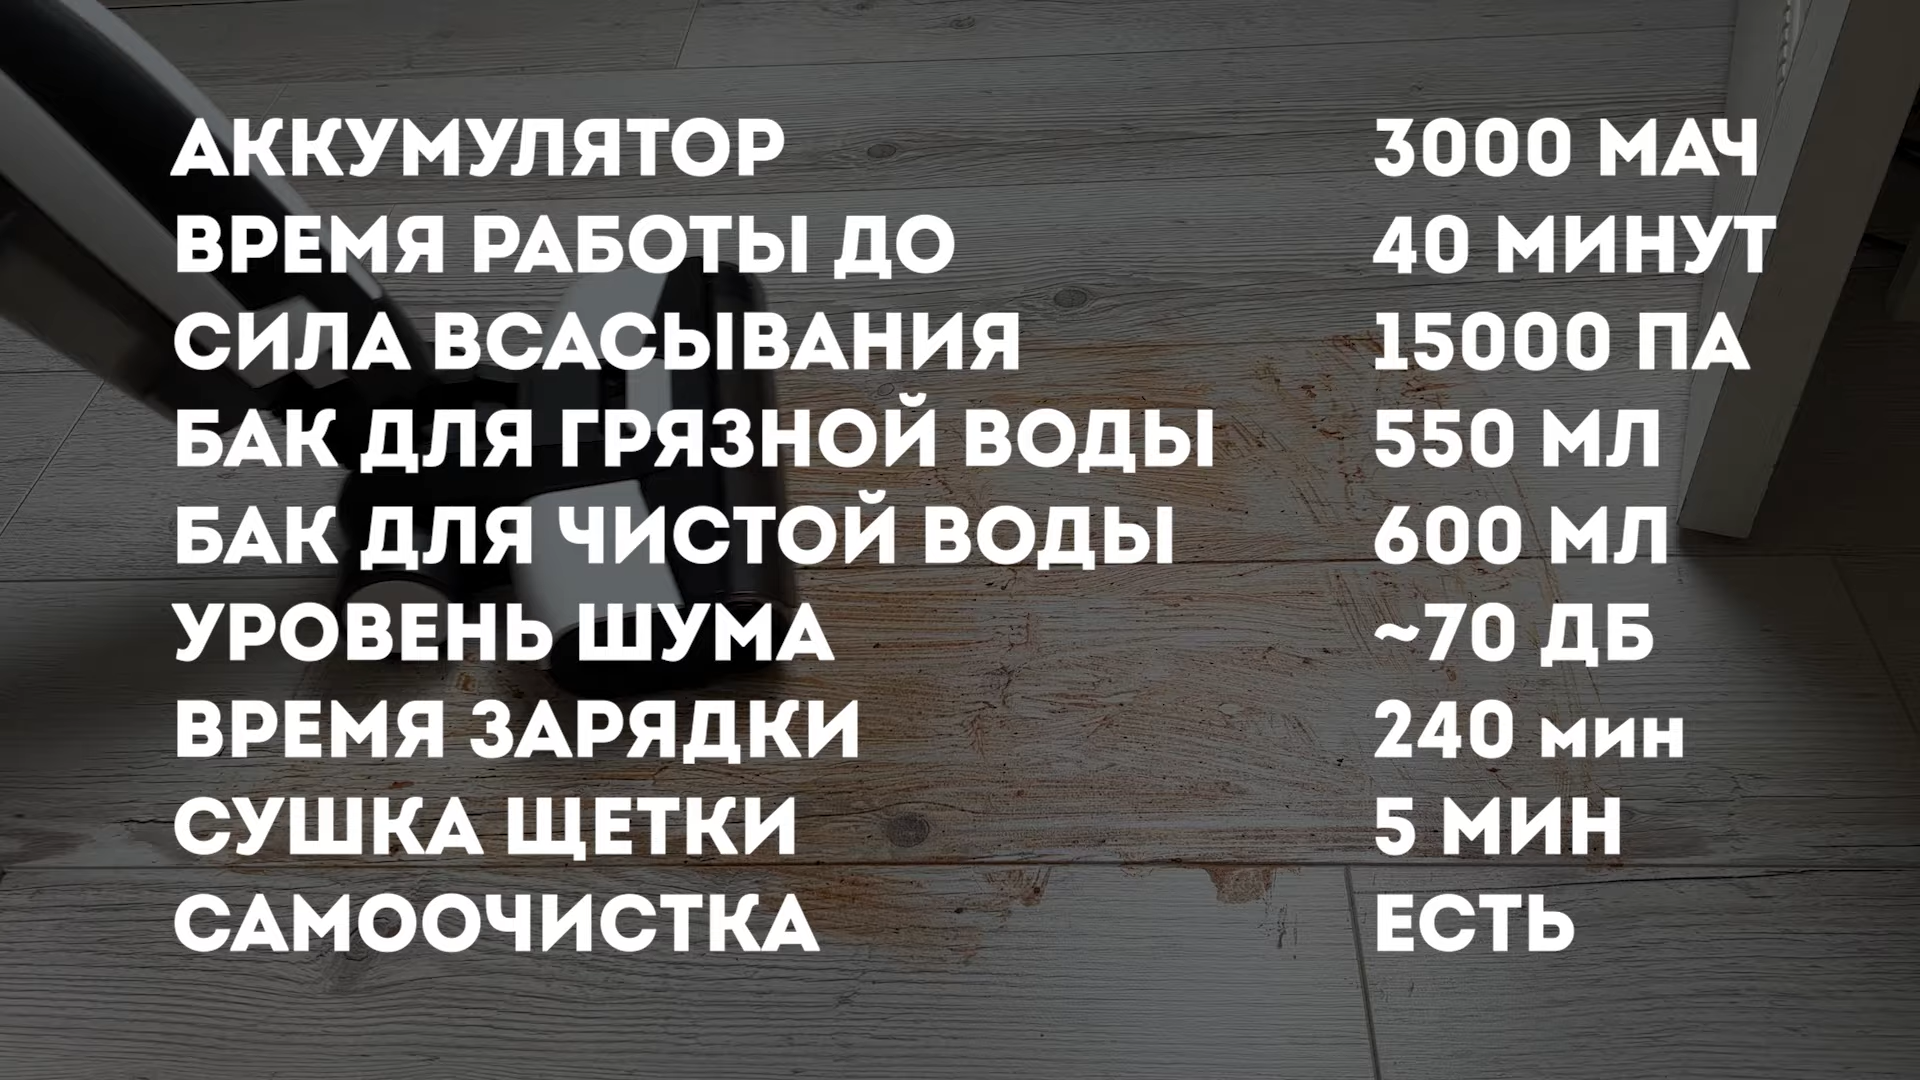 АККУМУЛЯТОР 3000 МАЧ
ВРЕМЯ РАБОТЫ ДО 40 МИНУТ
СИЛА ВСАСЫВАНИЯ 15000 ПА
БАК ДЛЯ ГРЯЗНОЙ ВОДЫ 550 МЛ
БАК ДЛЯ ЧИСТОЙ ВОДЫ 600 МЛ
УРОВЕНЬ ШУМА ~70 ДБ
ВРЕМЯ ЗАРЯДКИ 240 мин
СУШКА ЩЕТКИ 5 МИН
САМООЧИСТКА ЕСТЬ